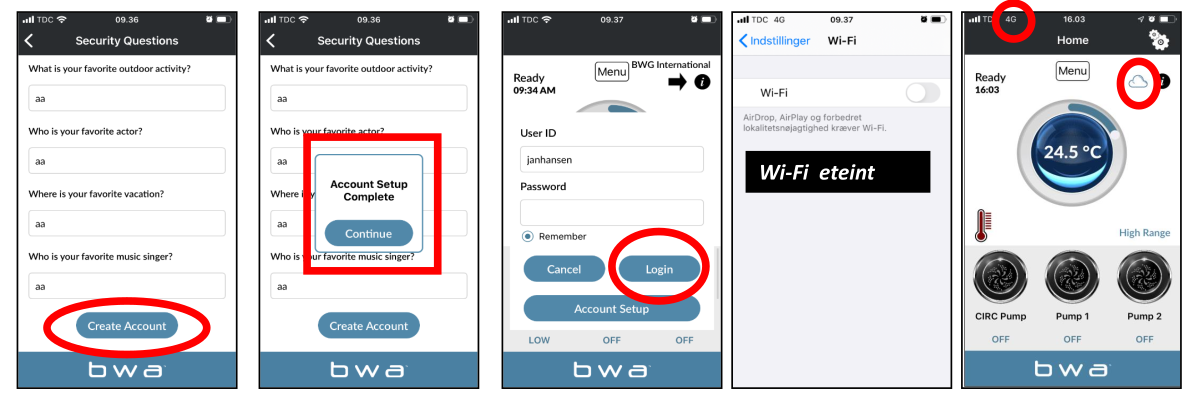 TDC 09.36
Security Questions
What is your favorite outdoor activity?
aa
Who is your favorite actor?
aa
Where is your favorite vacation?
aa
Who is your favorite music singer?
aa
Create Account
bwa
TDC 09.36
Security Questions
What is your favorite outdoor activity?
aa
Who is your favorite actor?
aa
Account Setup
Complete
Where is y
aa
Continue
Who is your favorite music singer?
aa
Create Account
bwa
TDC 09.37
Ready
09:34 AM
Menu
BWG International
User ID
janhansen
Password
Remember
Cancel
Login
Account Setup
LOW OFF OFF
bwa
TDC 4G 09.37
Indstillinger Wi-Fi
Wi-Fi
AirDrop, AirPlay og forbedret
lokalitetsnøjagtighed kræver Wi-Fi.
Wi-Fi eteint
TDC 4G 16.03
Home
Ready
16:03
Menu
24.5 °C
High Range
CIRC Pump Pump 1 Pump 2
OFF OFF OFF
bwa